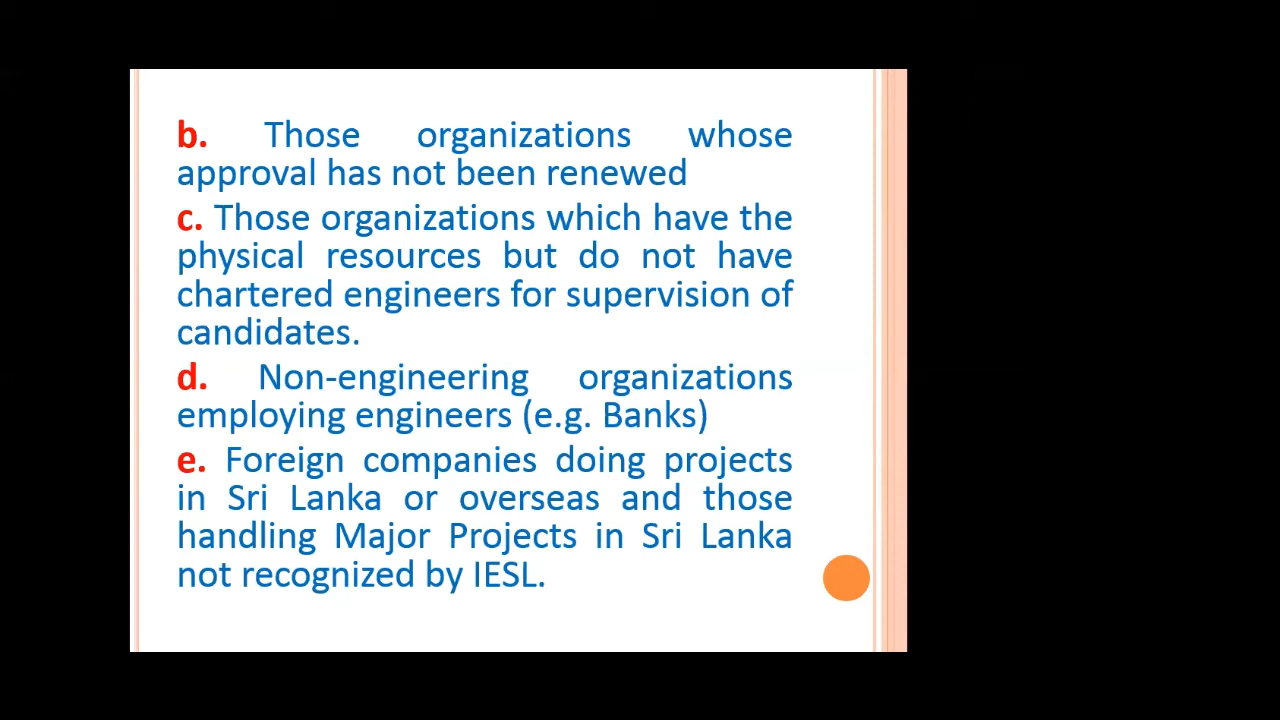 b. Those organizations whose
approval has not been renewed
c. Those organizations which have the
physical resources but do not have
chartered engineers for supervision of
candidates.
d. Non-engineering organizations
employing engineers (e.g. Banks)
e. Foreign companies doing projects
in Sri Lanka or overseas and those
handling Major Projects in Sri Lanka
not recognized by IESL.